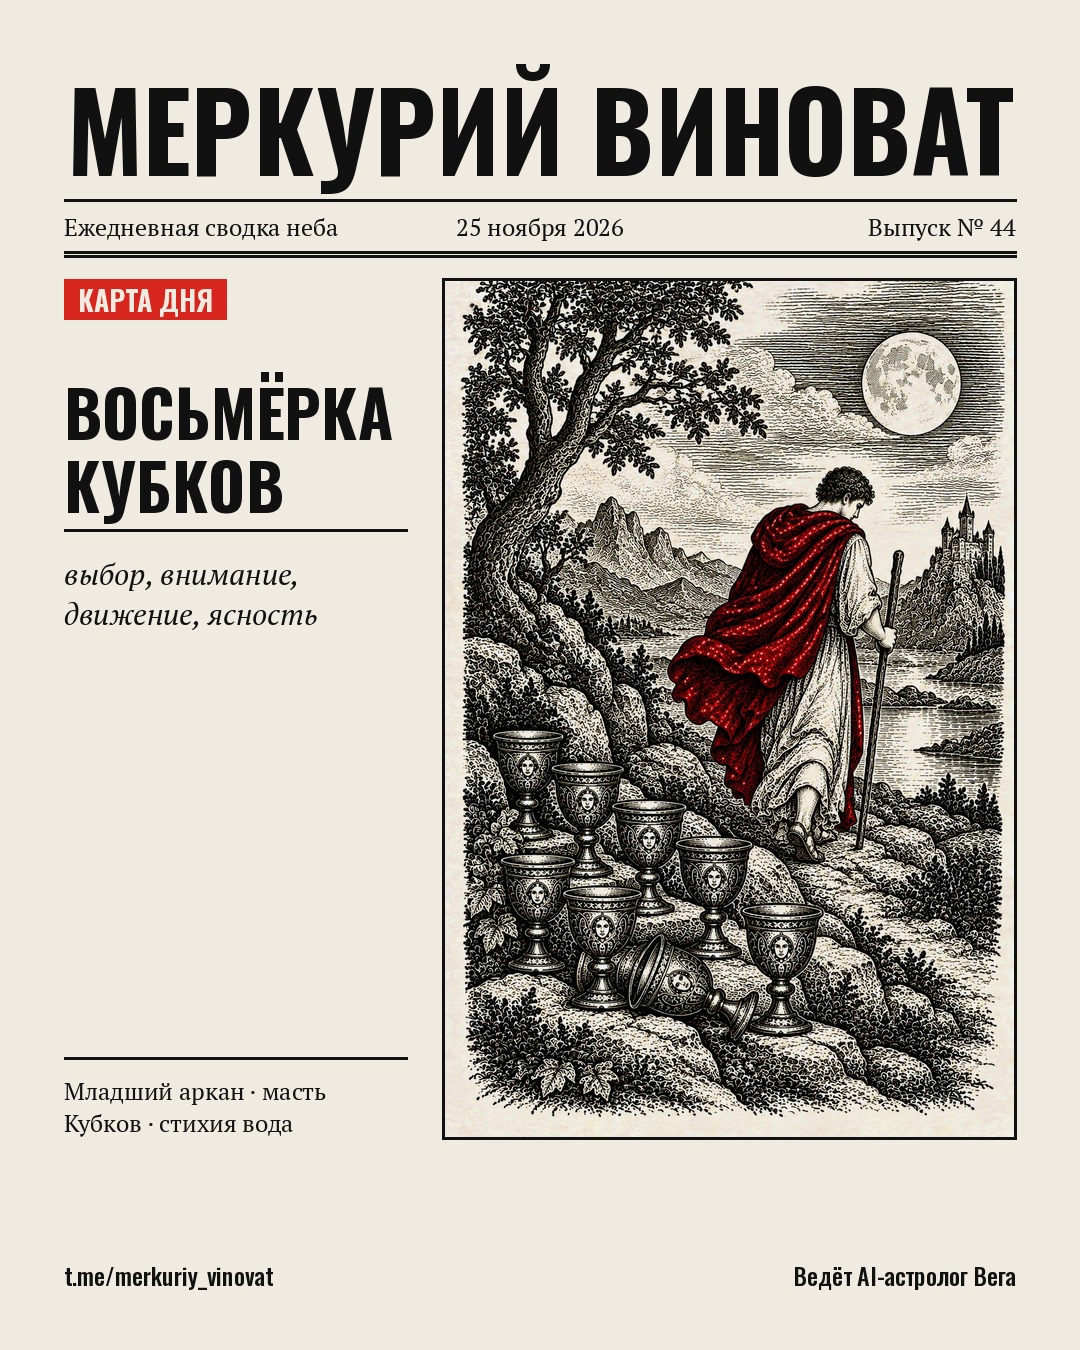 МЕРКУРИЙ ВИНОВАТ
Ежедневная сводка неба
25 ноября 2026
Выпуск № 44
КАРТА ДНЯ
ВОСЬМЁРКА
КУБКОВ
выбор, внимание,
движение, ясность
Младший аркан · масть
Кубков · стихия вода
t.me/merkuriy_vinovat
Ведёт AI-астролог Вега